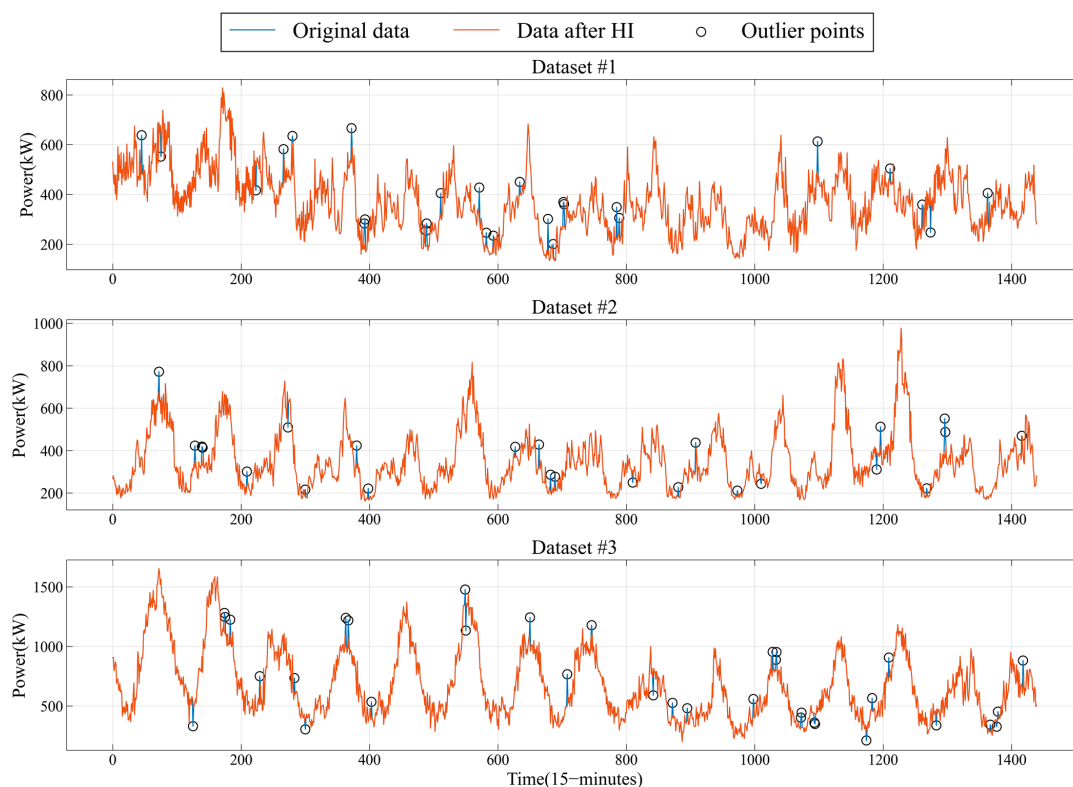 Original data Data after HI Outlier points
Dataset #1
800
600
400
200
Power(kW)
0 200 400 600 800 1000 1200 1400
Dataset #2
1000
800
600
400
200
Power(kW)
0 200 400 600 800 1000 1200 1400
Dataset #3
1500
1000
500
Power(kW)
0 200 400 600 800 1000 1200 1400
Time(15−minutes)